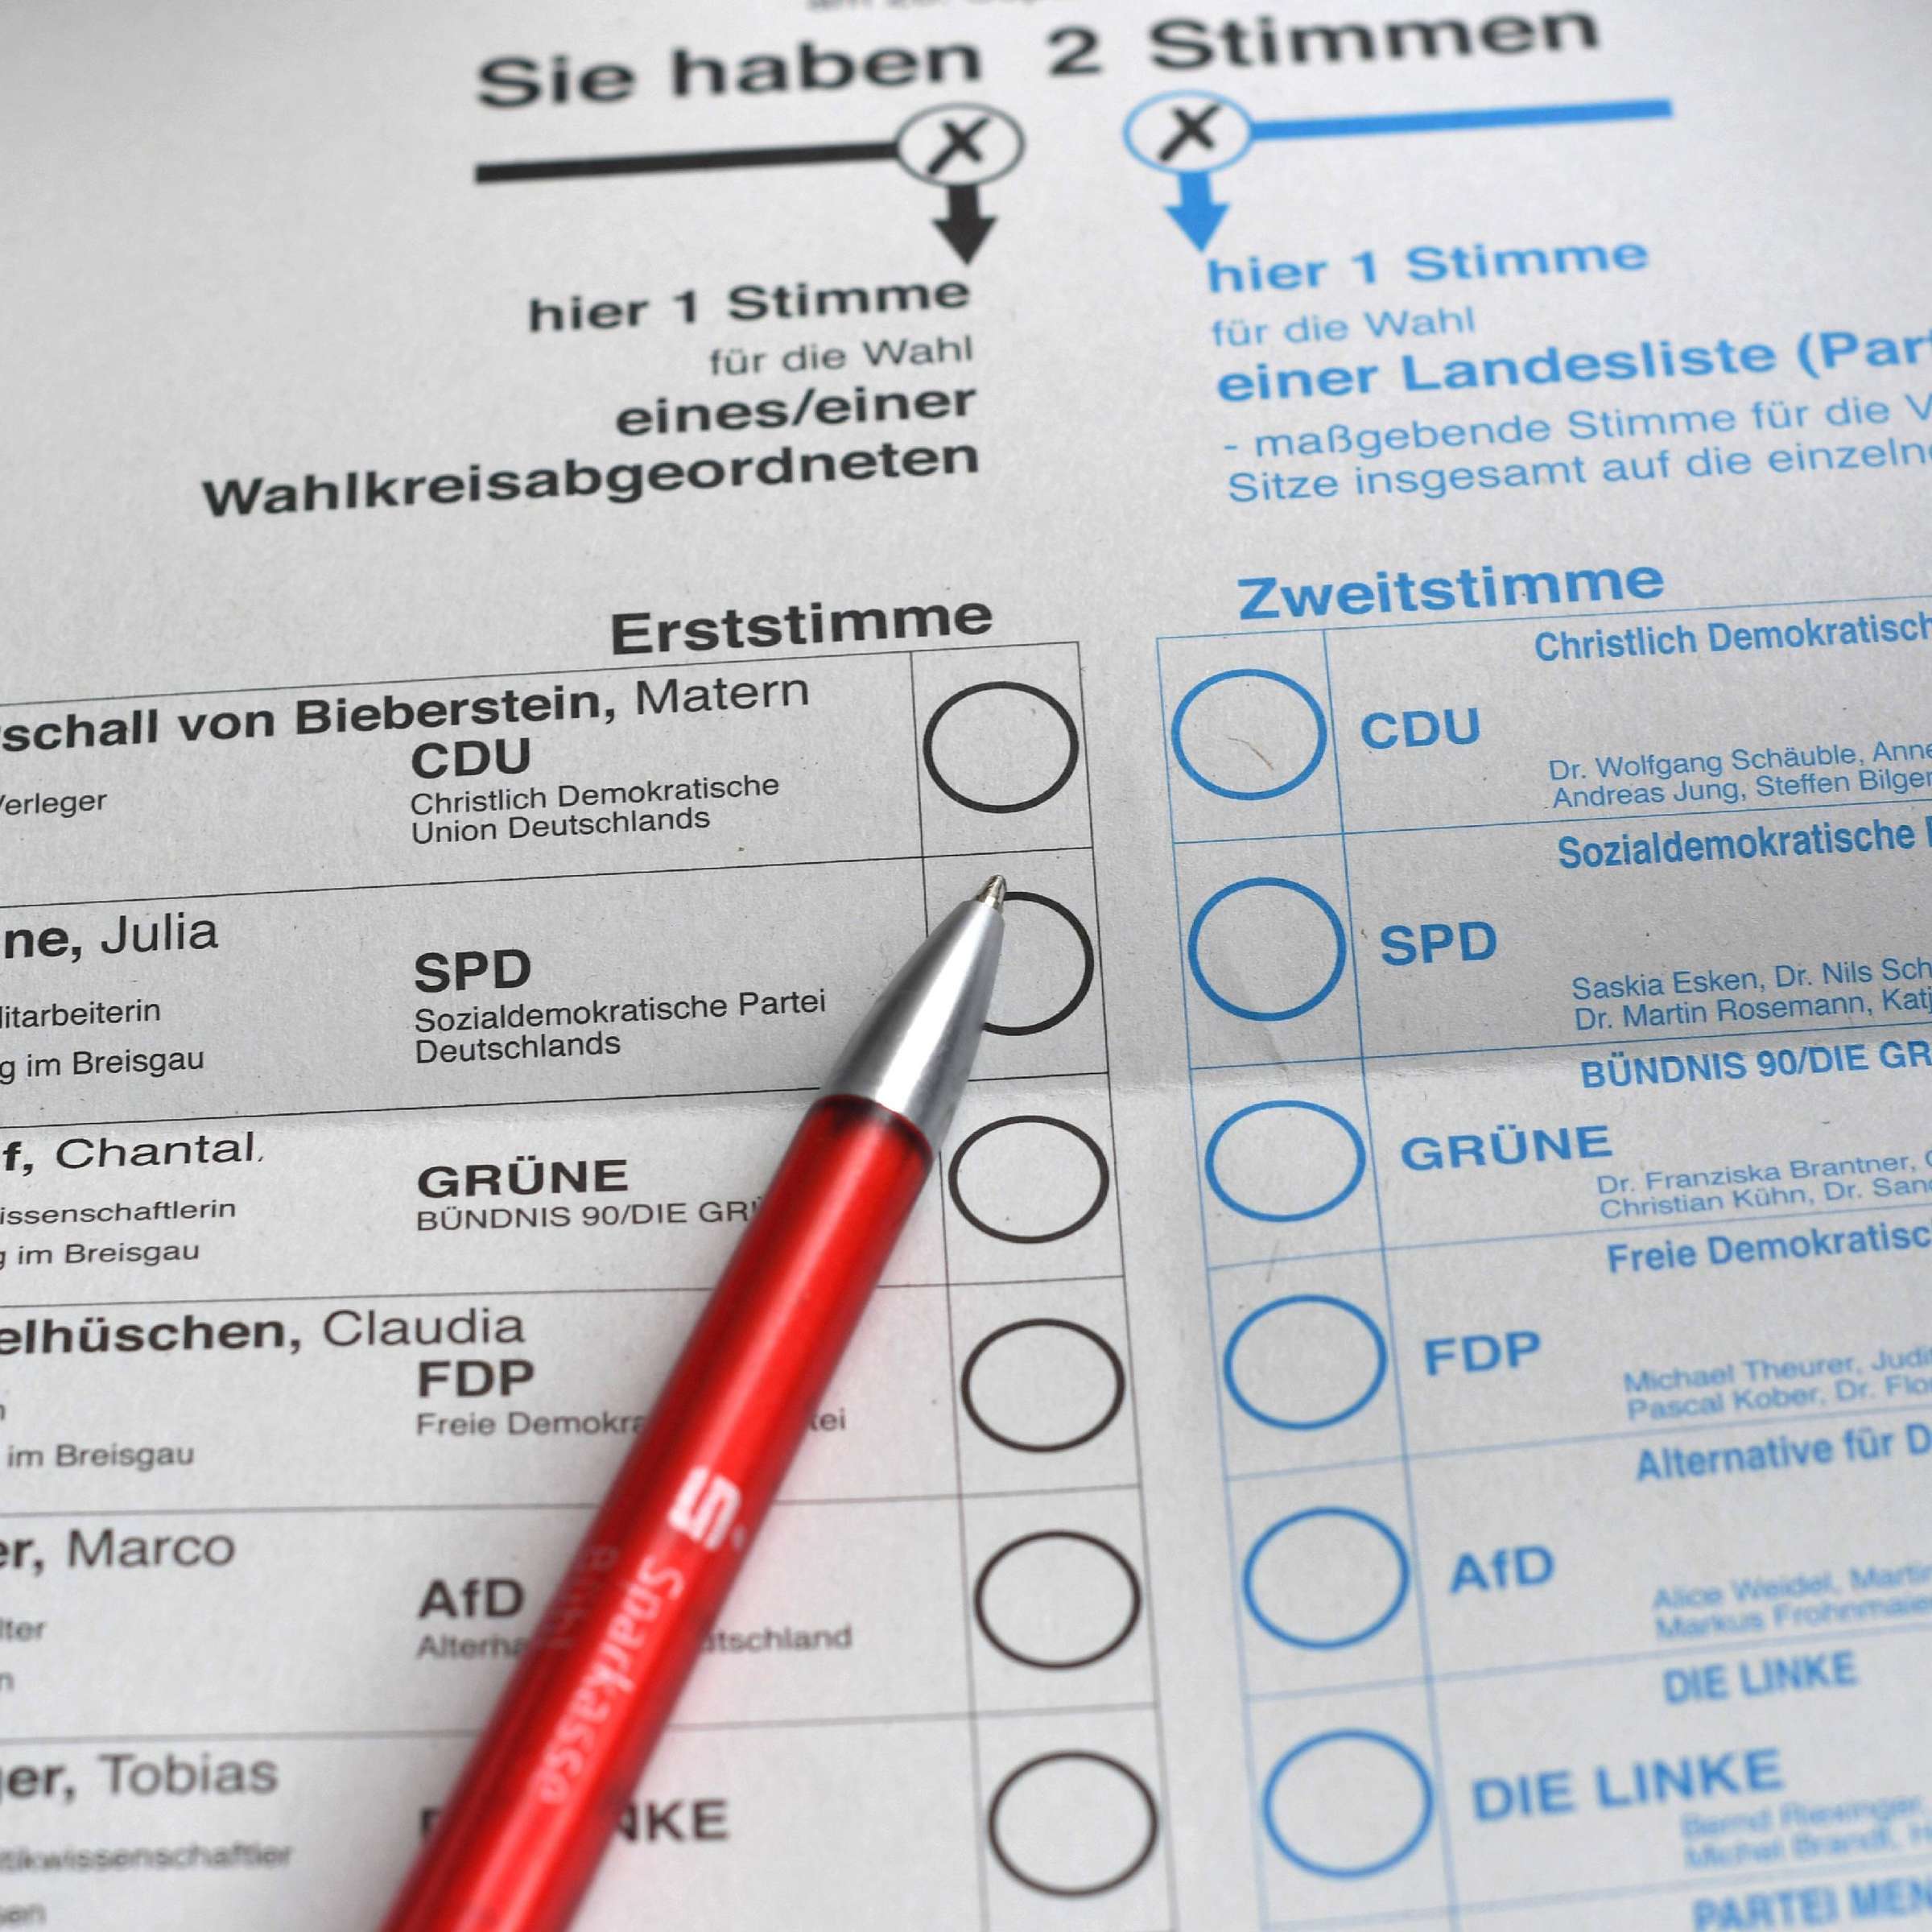 Sie haben 2 Stimmen
X X
hier 1 Stimme
für die Wahl
eines/einer
Wahlkreisabgeordneten
hier 1 Stimme
für die Wahl
einer Landesliste (Par
- maßgebende Stimme für die V
Sitze insgesamt auf die einzeln
Erststimme
schall von Bieberstein, Matern
CDU
Christlich Demokratische
Union Deutschlands
Verleger
ne, Julia
SPD
Sozialdemokratische Partei
Deutschlands
itarbeiterin
g im Breisgau
f, Chantal
GRÜNE
BÜNDNIS 90/DIE GR
issenschaftlerin
g im Breisgau
elhüschen, Claudia
FDP
Freie Demokra tei
im Breisgau
er, Marco
AfD
Alterna tschland
lter
n
er, Tobias
NKE
tikwissenschaftler
sen
Zweitstimme
Christlich Demokratisch
CDU
Dr. Wolfgang Schäuble, Anne
Andreas Jung, Steffen Bilger
Sozialdemokratische
SPD
Saskia Esken, Dr. Nils Sch
Dr. Martin Rosemann, Katj
BÜNDNIS 90/DIE GR
GRÜNE
Dr. Franziska Brantner,
Christian Kühn, Dr. San
Freie Demokratisc
FDP
Michael Theurer, Judi
Pascal Kober, Dr. Flo
Alternative für D
AfD
Alice Weidel, Martin
Markus Frohnmaier
DIE LINKE
DIE LINKE
Bernd Riexinger,
Michel Brandt, H
PARTEI MEN
Sparkasse